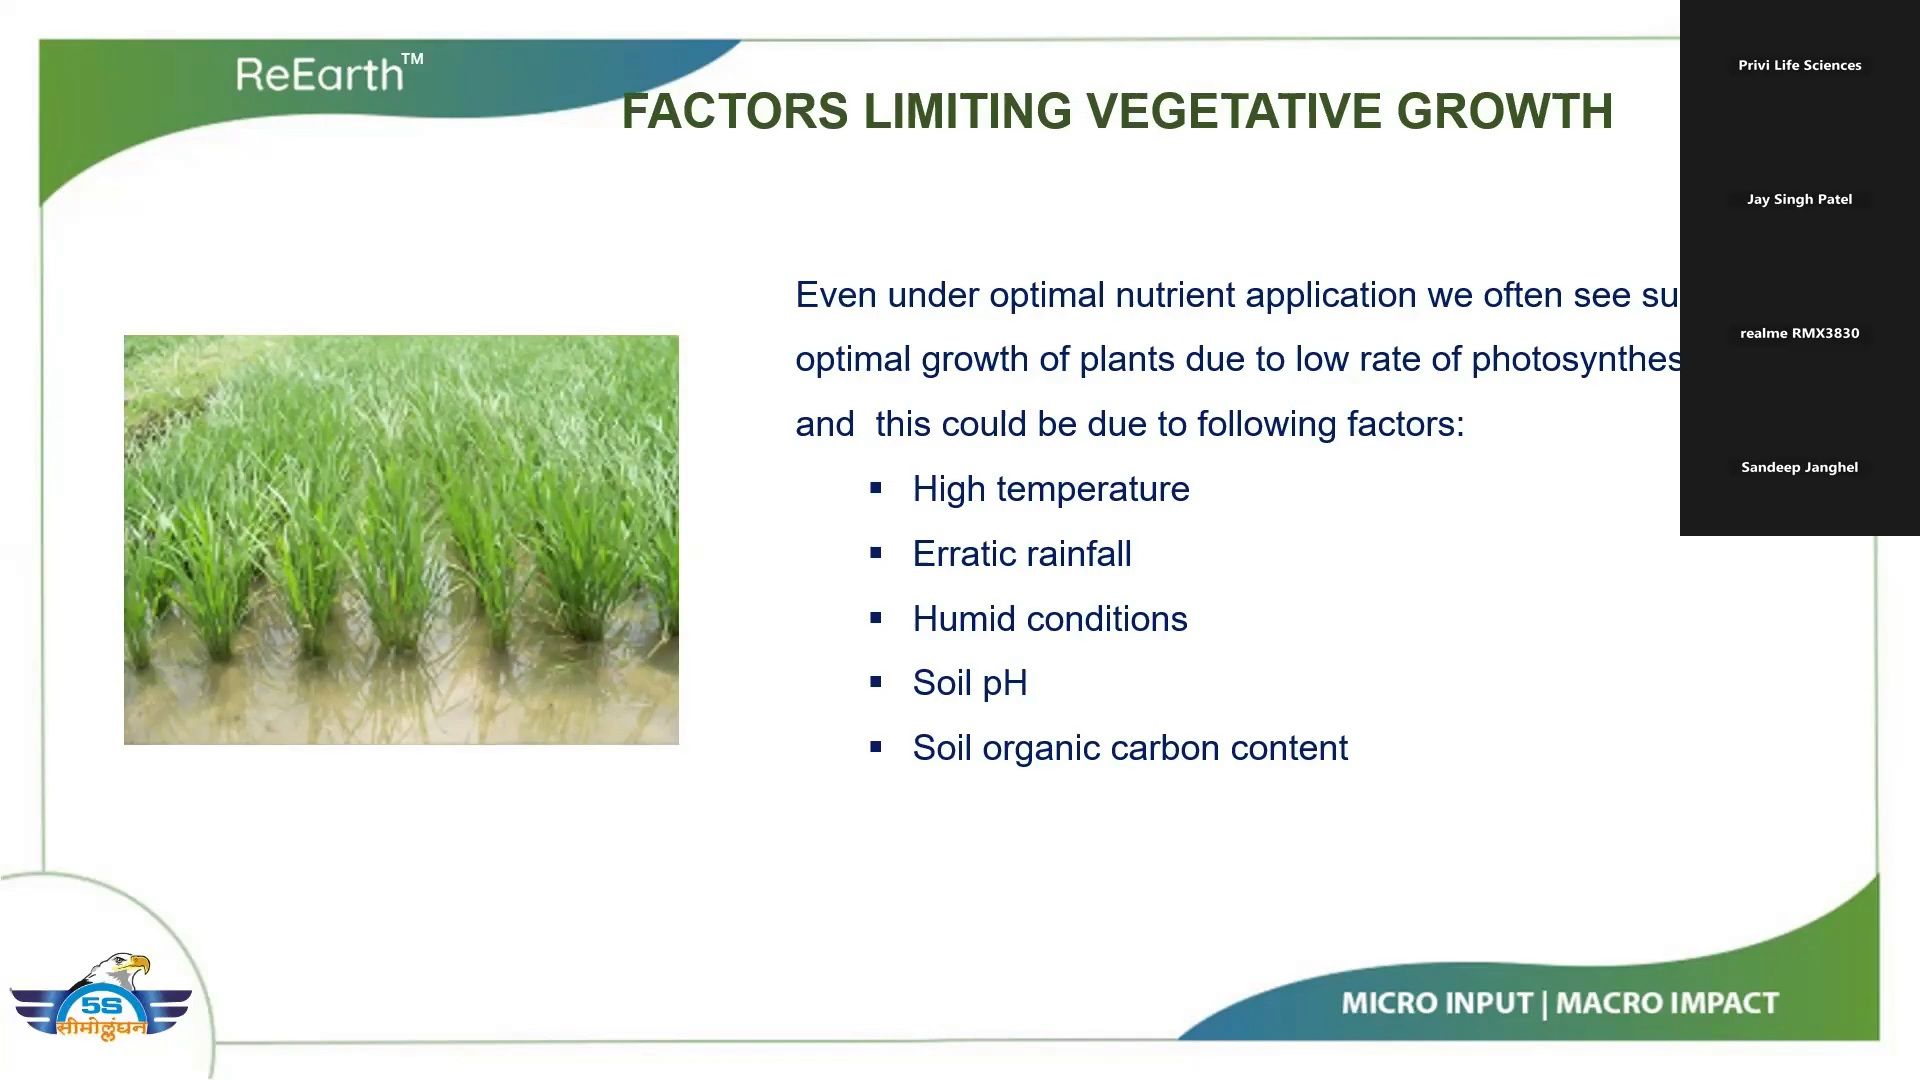 ReEarth™
FACTORS LIMITING VEGETATIVE GROWTH
Even under optimal nutrient application we often see su
optimal growth of plants due to low rate of photosynthes
and this could be due to following factors:
▪ High temperature
▪ Erratic rainfall
▪ Humid conditions
▪ Soil pH
▪ Soil organic carbon content
Privi Life Sciences
Jay Singh Patel
realme RMX3830
Sandeep Janghel
5S
सीमोल्लंघन
MICRO INPUT | MACRO IMPACT